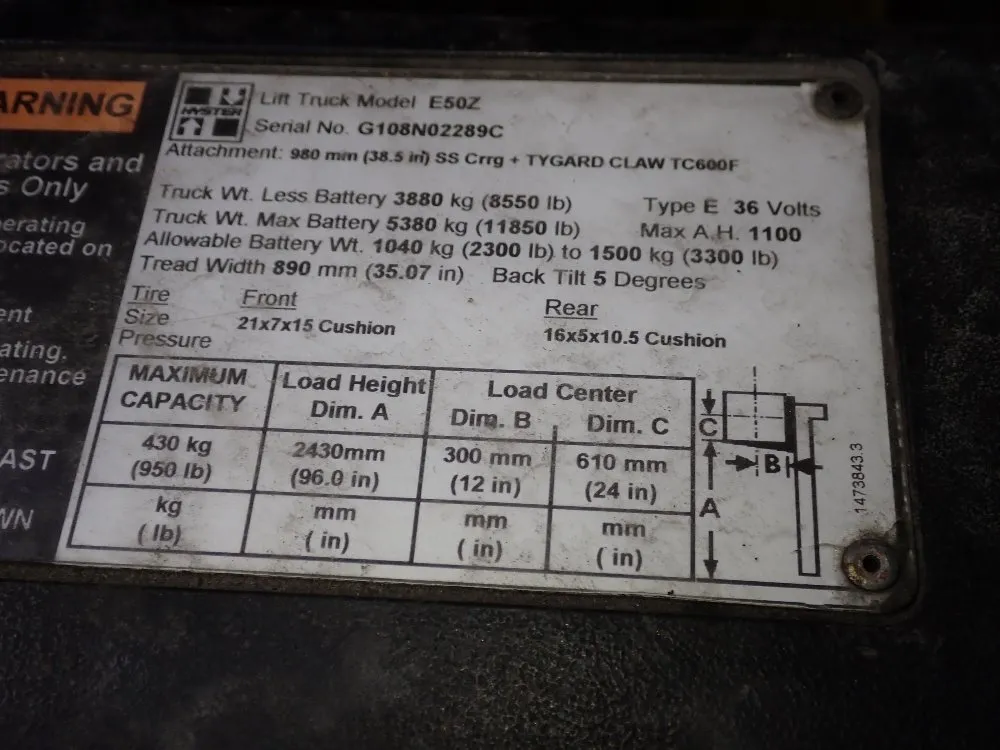 ARNING
rators and
s Only
perating
ocated on
ent
ating.
enance
AST
WN
HYSTER
Lift Truck Model E50Z
Serial No. G108N02289C
Attachment: 980 mm (38.5 in) SS Crrg + TYGARD CLAW TC600F
Truck Wt. Less Battery 3880 kg (8550 lb) Type E 36 Volts
Truck Wt. Max Battery 5380 kg (11850 lb) Max A.H. 1100
Allowable Battery Wt. 1040 kg (2300 lb) to 1500 kg (3300 lb)
Tread Width 890 mm (35.07 in) Back Tilt 5 Degrees
Tire Front Rear
Size 21x7x15 Cushion 16x5x10.5 Cushion
Pressure
MAXIMUM CAPACITY
Load Height Dim. A
Load Center
Dim. B Dim. C
430 kg 2430mm 300 mm 610 mm
(950 lb) (96.0 in) (12 in) (24 in)
kg mm mm mm
( lb) ( in) ( in) ( in)
C
B
A
1473843.3